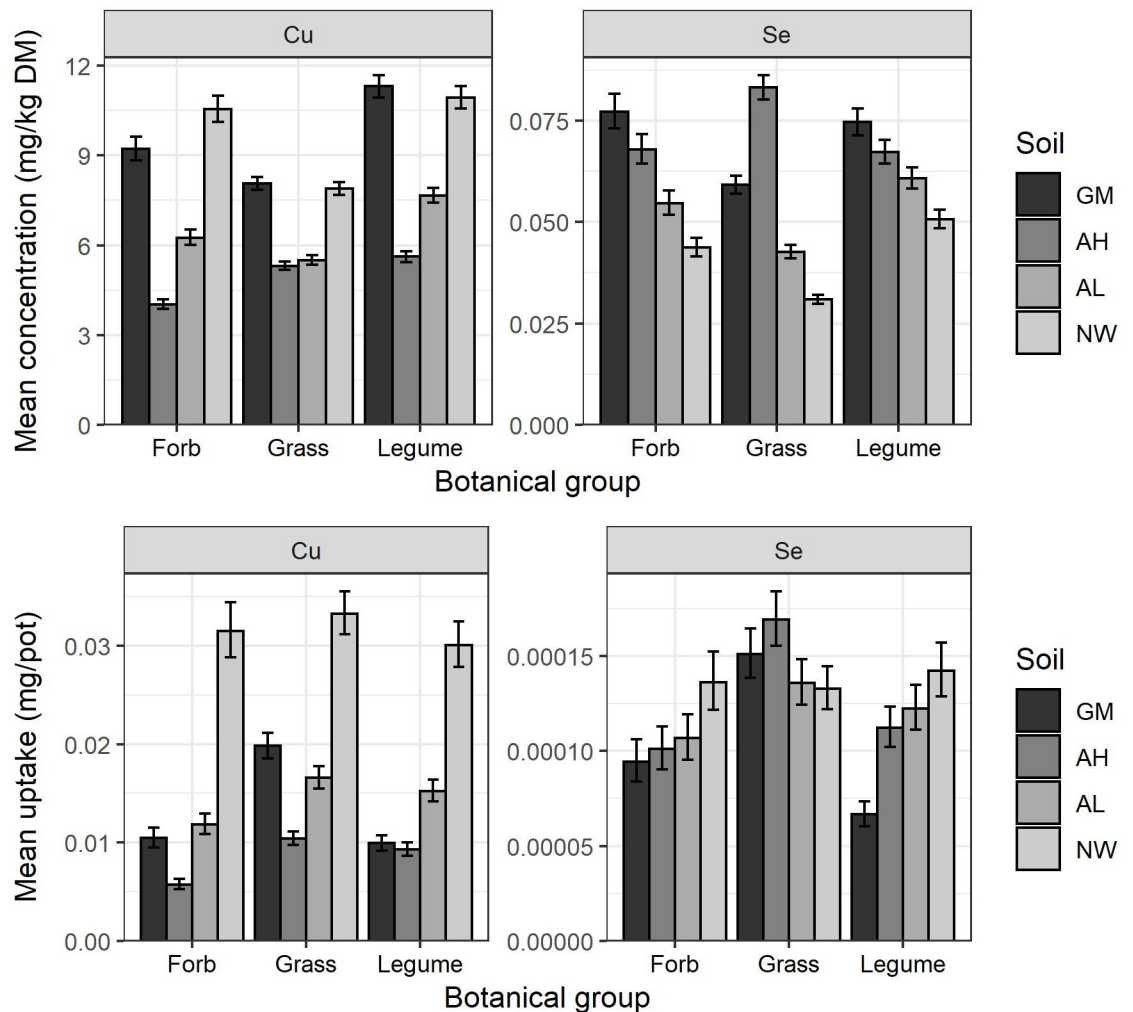 Cu
Se
Mean concentration (mg/kg DM)
12
9
6
3
0
0.075
0.050
0.025
0.000
Forb
Grass
Legume
Forb
Grass
Legume
Botanical group
Soil
GM
AH
AL
NW
Cu
Se
Mean uptake (mg/pot)
0.03
0.02
0.01
0.00
0.00015
0.00010
0.00005
0.00000
Forb
Grass
Legume
Forb
Grass
Legume
Botanical group
Soil
GM
AH
AL
NW